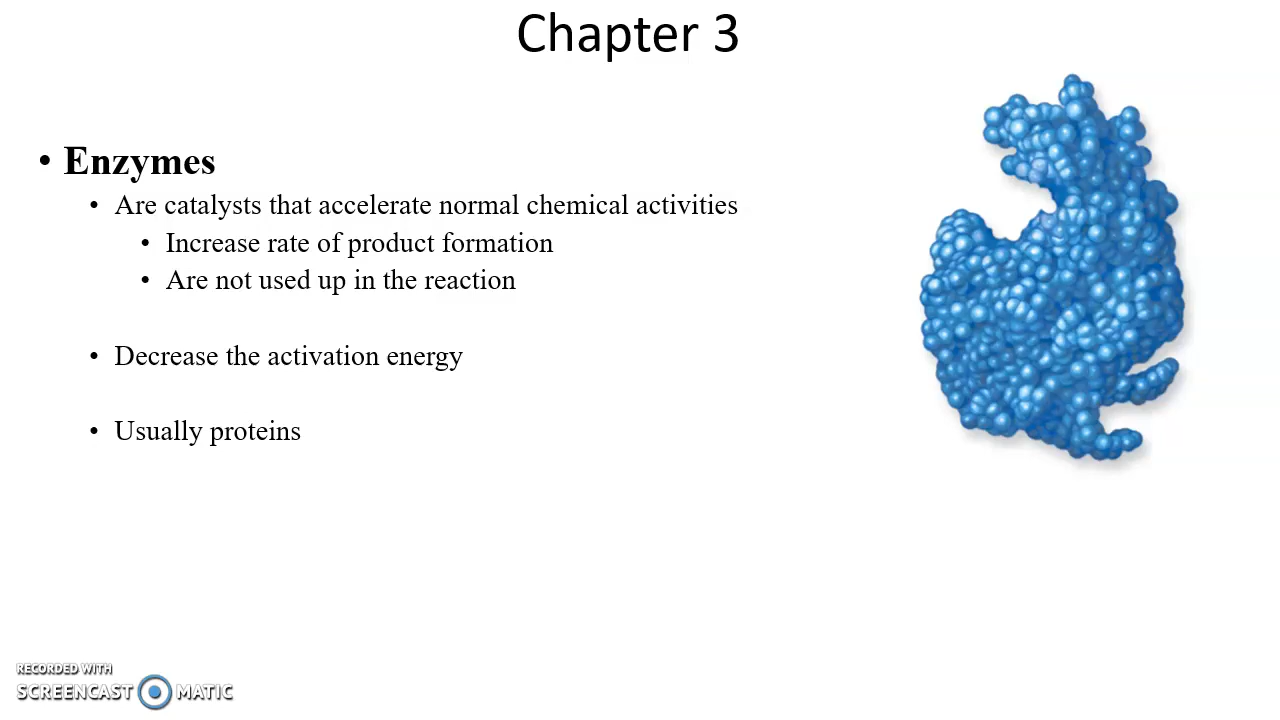 Chapter 3
• Enzymes
• Are catalysts that accelerate normal chemical activities
• Increase rate of product formation
• Are not used up in the reaction
• Decrease the activation energy
• Usually proteins
RECORDED WITH
SCREENCAST MATIC